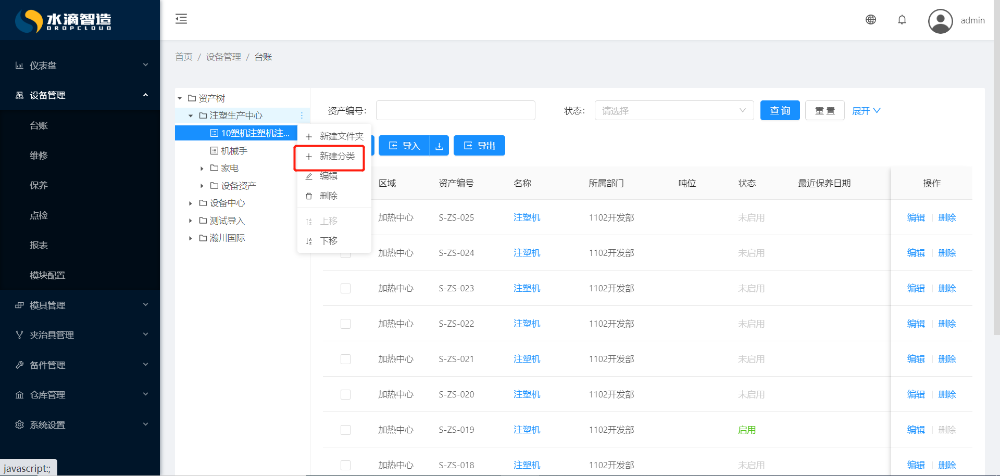 水滴智造
DROPCLOUD
admin
仪表盘
设备管理
台账
维修
保养
点检
报表
模块配置
模具管理
夹治具管理
备件管理
仓库管理
系统设置
javascript:;
首页 / 设备管理 / 台账
资产树
注塑生产中心
10塑机注塑机注...
机械手
家电
设备资产
设备中心
测试导入
瀚川国际
新建文件夹
新建分类
编辑
删除
上移
下移
资产编号：
状态：
请选择
查 询
重 置
展开
导入
导出
区域 资产编号 名称 所属部门 吨位 状态 最近保养日期 操作
加热中心 S-ZS-025 注塑机 1102开发部 未启用 编辑 删除
加热中心 S-ZS-024 注塑机 1102开发部 未启用 编辑 删除
加热中心 S-ZS-023 注塑机 1102开发部 未启用 编辑 删除
加热中心 S-ZS-022 注塑机 1102开发部 未启用 编辑 删除
加热中心 S-ZS-021 注塑机 1102开发部 未启用 编辑 删除
加热中心 S-ZS-020 注塑机 1102开发部 未启用 编辑 删除
加热中心 S-ZS-019 注塑机 1102开发部 启用 编辑 删除
加热中心 S-ZS-018 注塑机 1102开发部 未启用 编辑 删除